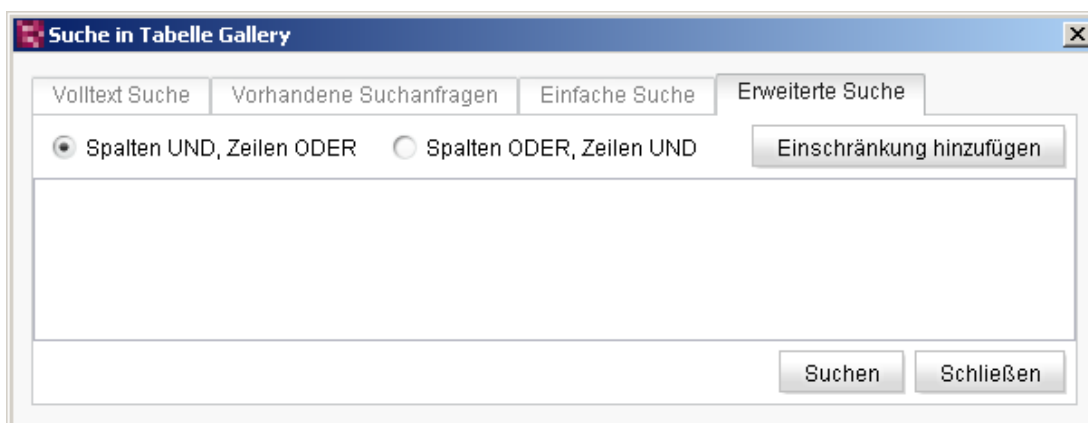 Suche in Tabelle Gallery
Volltext Suche Vorhandene Suchanfragen Einfache Suche Erweiterte Suche
Spalten UND, Zeilen ODER Spalten ODER, Zeilen UND Einschränkung hinzufügen
Suchen Schließen